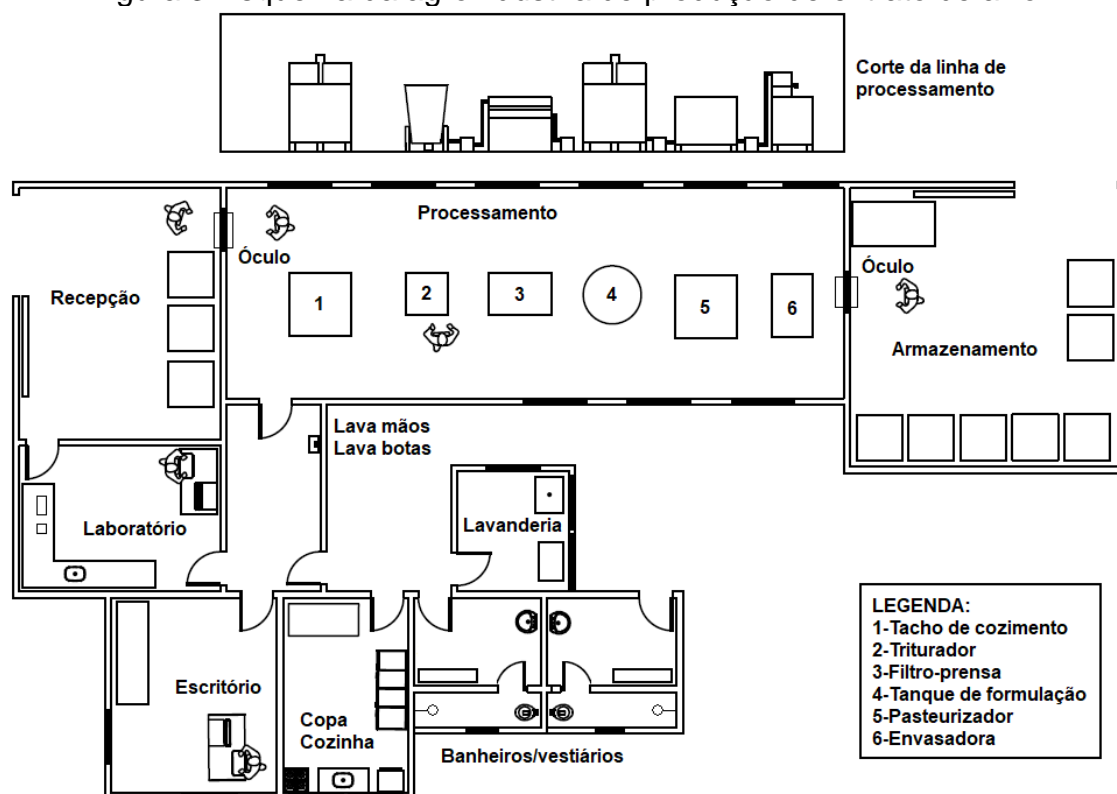 Corte da linha de
processamento
Processamento
Óculo
Óculo
Recepção
1
2
3
4
5
6
Armazenamento
Lava mãos
Lava botas
Laboratório
Lavanderia
Escritório
Copa
Cozinha
Banheiros/vestiários
LEGENDA:
1-Tacho de cozimento
2-Triturador
3-Filtro-prensa
4-Tanque de formulação
5-Pasteurizador
6-Envasadora